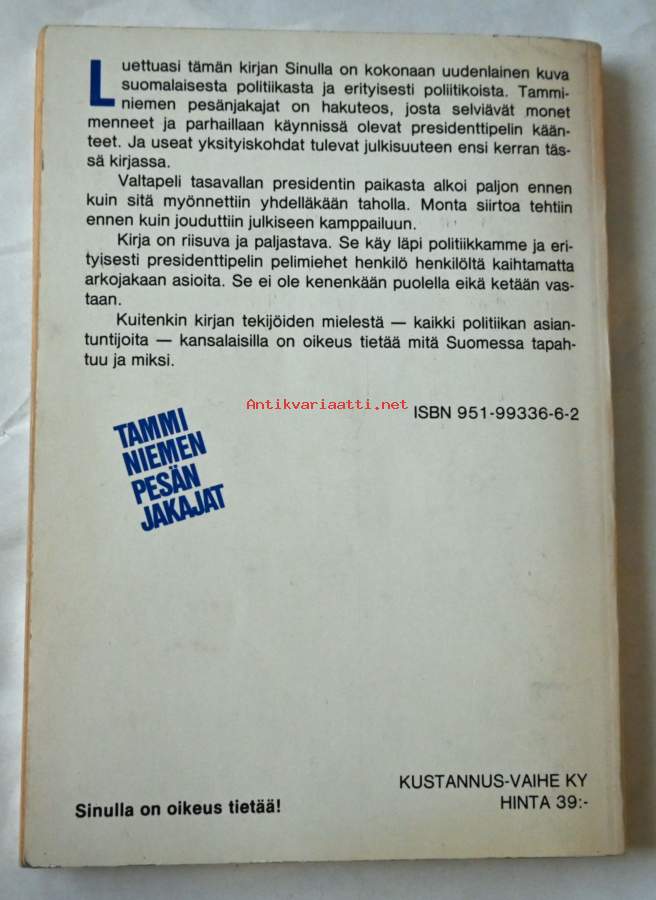 Luettuasi tämän kirjan Sinulla on kokonaan uudenlainen kuva
suomalaisesta politiikasta ja erityisesti poliitikoista. Tammi-
niemen pesänjakajat on hakuteos, josta selviävät monet
menneet ja parhaillaan käynnissä olevat presidenttipelin kään-
teet. Ja useat yksityiskohdat tulevat julkisuuteen ensi kerran täs-
sä kirjassa.
Valtapeli tasavallan presidentin paikasta alkoi paljon ennen
kuin sitä myönnettiin yhdelläkään taholla. Monta siirtoa tehtiin
ennen kuin jouduttiin julkiseen kamppailuun.
Kirja on riisuva ja paljastava. Se käy läpi politiikkamme ja eri-
tyisesti presidenttipelin pelimiehet henkilö henkilöltä kaihtamatta
arkojakaan asioita. Se ei ole kenenkään puolella eikä ketään vas-
taan.
Kuitenkin kirjan tekijöiden mielestä — kaikki politiikan asian-
tuntijoita — kansalaisilla on oikeus tietää mitä Suomessa tapah-
tuu ja miksi.
Antikvariaatti.net
ISBN 951-99336-6-2
TAMMI
NIEMEN
PESÄN
JAKAJAT
KUSTANNUS-VAIHE KY
HINTA 39:-
Sinulla on oikeus tietää!